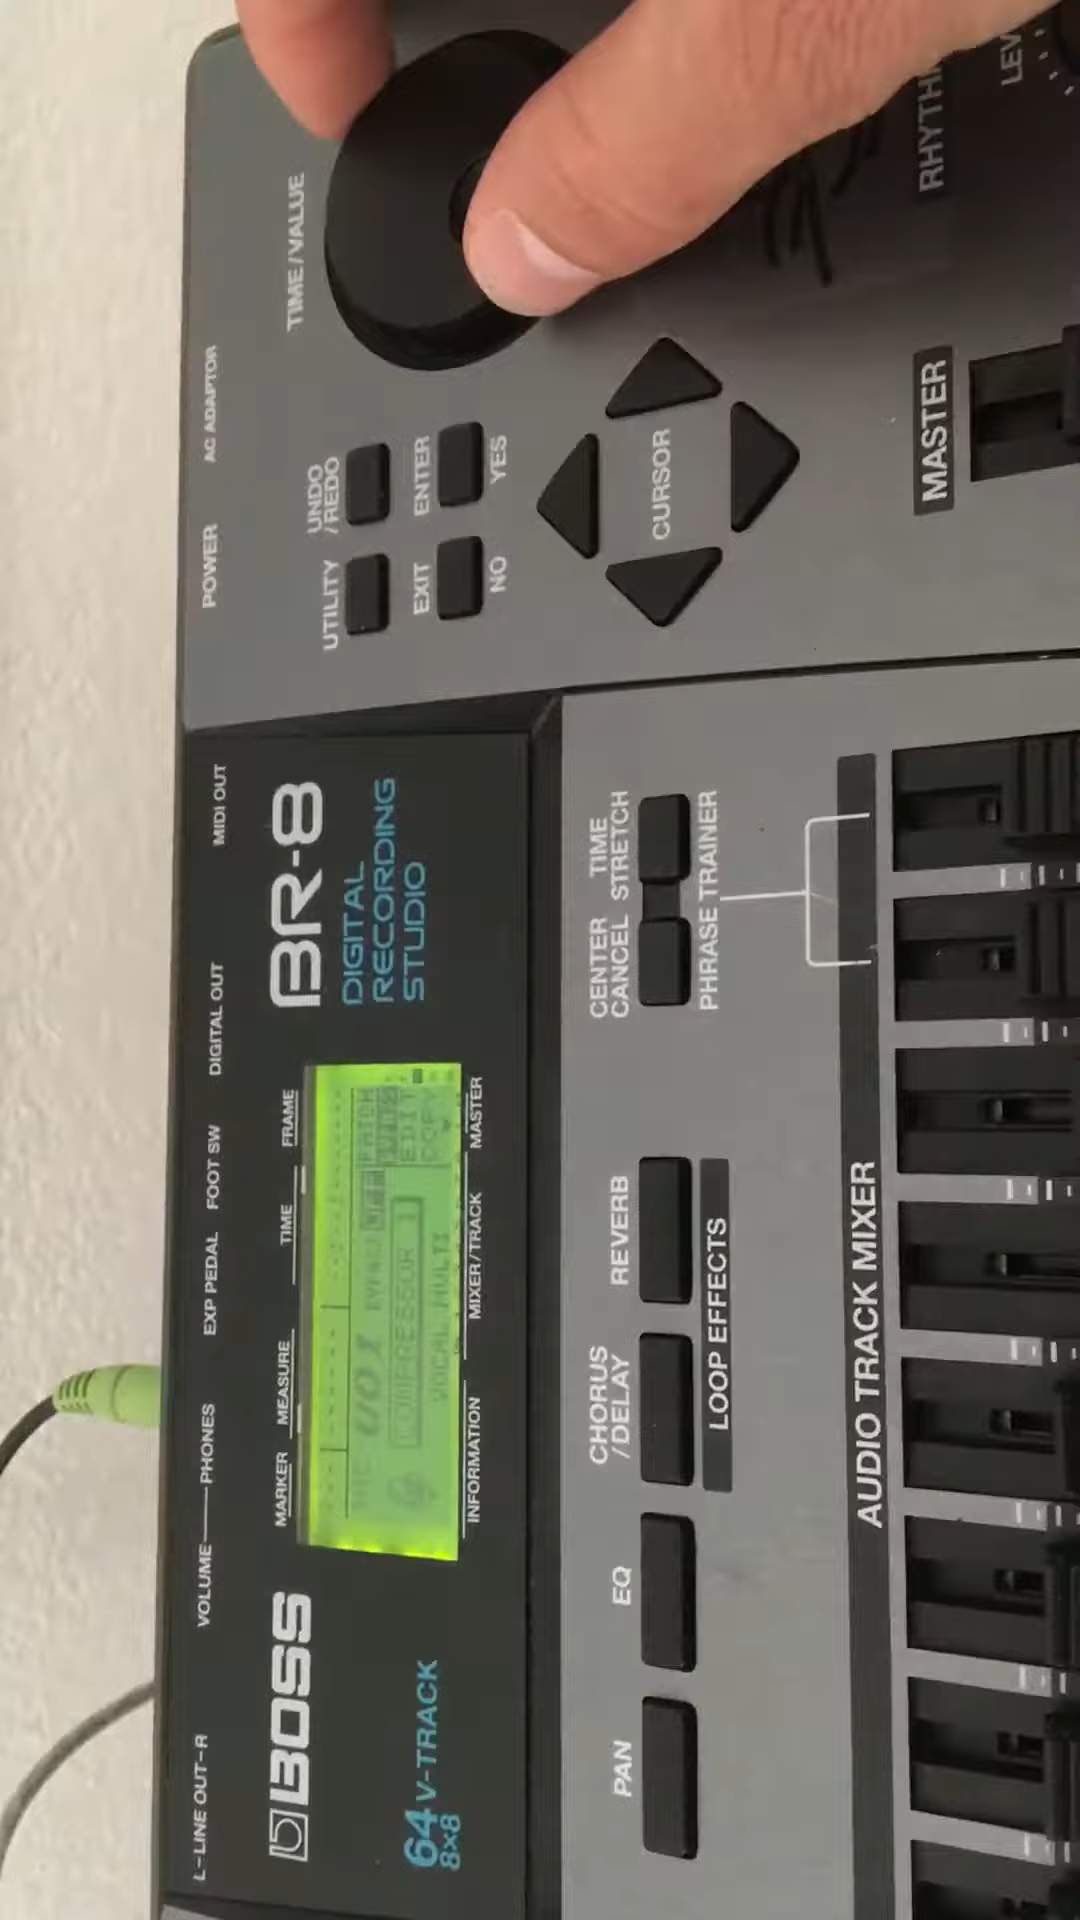 L-LINE OUT-R
VOLUME
PHONES
EXP PEDAL
FOOT SW
DIGITAL OUT
MIDI OUT
POWER
AC ADAPTOR
BOSS
64 V-TRACK
8x8
MARKER
MEASURE
TIME
FRAME
COMPRESSOR
VOCAL MULTI
EDIT
COPY
INFORMATION
MIXER/TRACK
MASTER
BR-8
DIGITAL
RECORDING
STUDIO
TIME/VALUE
UTILITY
UNDO
/REDO
EXIT
ENTER
NO
YES
CURSOR
PAN
EQ
CHORUS
/DELAY
REVERB
LOOP EFFECTS
CENTER
CANCEL
TIME
STRETCH
PHRASE TRAINER
AUDIO TRACK MIXER
MASTER